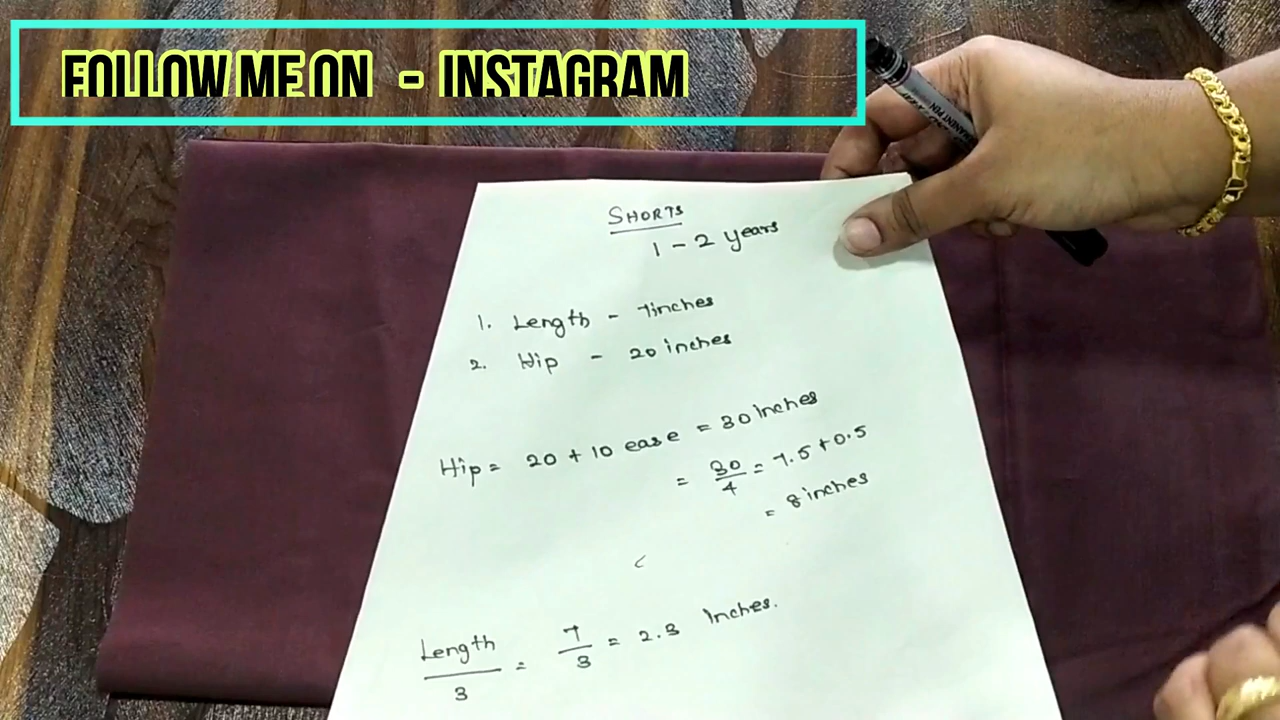 FOLLOW ME ON - INSTAGRAM
SHORTS
1 - 2 years
1. Length - 7inches
2. Hip - 20 inches
Hip = 20 + 10 ease = 30 inches
= 30/4 = 7.5 + 0.5
= 8 inches
Length/3 = 7/3 = 2.3 Inches.